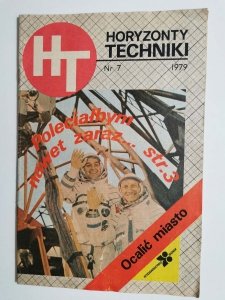 HT
HORYZONTY
TECHNIKI
Nr 7 1979
Poleciałbym
nawet zaraz... str.3
Ocalić miasto